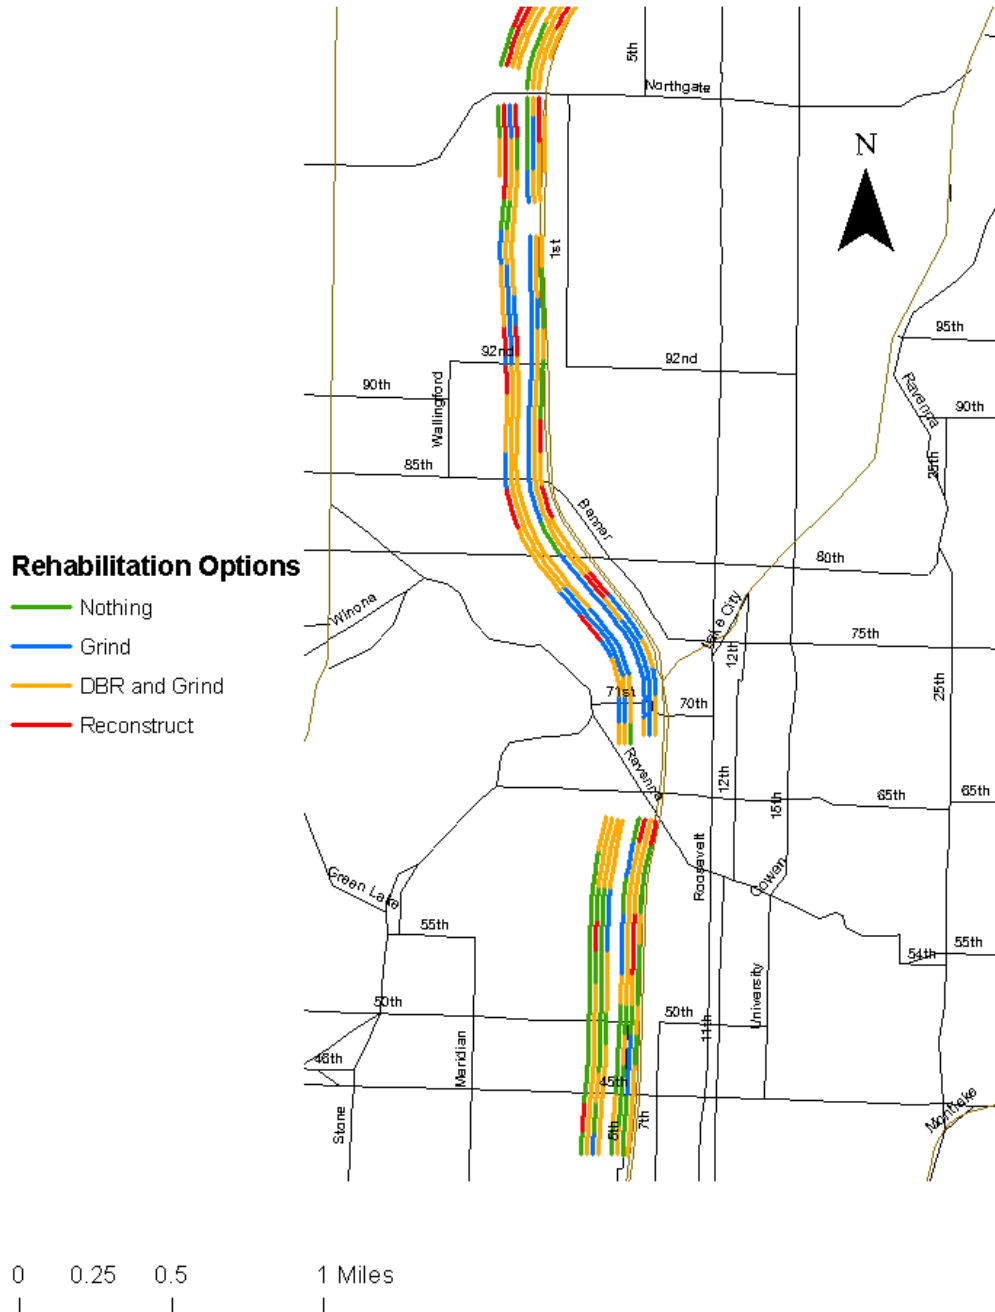 5th
Northgate
N
1st
95th
92nd
92nd
90th
Wallingford
Ravenna
90th
85th
25th
Banner
80th
Rehabilitation Options
Nothing
Grind
DBR and Grind
Reconstruct
Winona
Lake City
75th
12th
71st
70th
25th
Ravenna
12th
15th
65th
65th
Roosevelt
Cowen
Green Lake
55th
54th
55th
University
50th
50th
11th
46th
Meridian
45th
Stone
5th
7th
Montlake
0 0.25 0.5 1 Miles